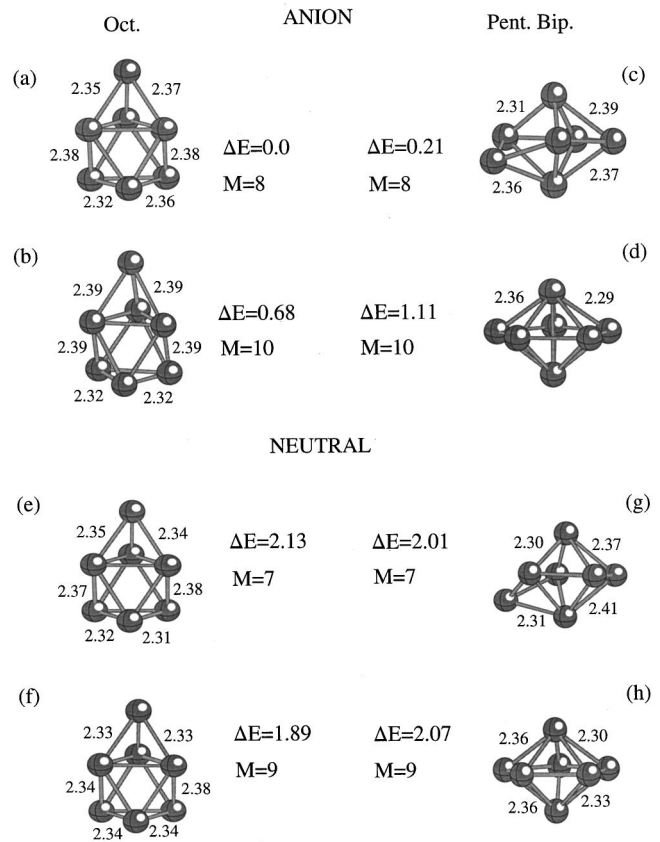 Oct. ANION Pent. Bip.
(a) 2.35 2.37 (c)
2.31 2.39
2.38 2.38 ΔE=0.0 ΔE=0.21
M=8 M=8 2.36 2.37
2.32 2.36
(b) (d)
2.39 2.39 2.36 2.29
ΔE=0.68 ΔE=1.11
2.39 2.39 M=10 M=10
2.32 2.32
NEUTRAL
(e) (g)
2.35 2.34 ΔE=2.13 ΔE=2.01 2.30 2.37
2.37 2.38 M=7 M=7
2.31 2.41
2.32 2.31
(f) (h)
2.33 2.33 ΔE=1.89 ΔE=2.07 2.36 2.30
2.34 2.38 M=9 M=9
2.36 2.33
2.34 2.34